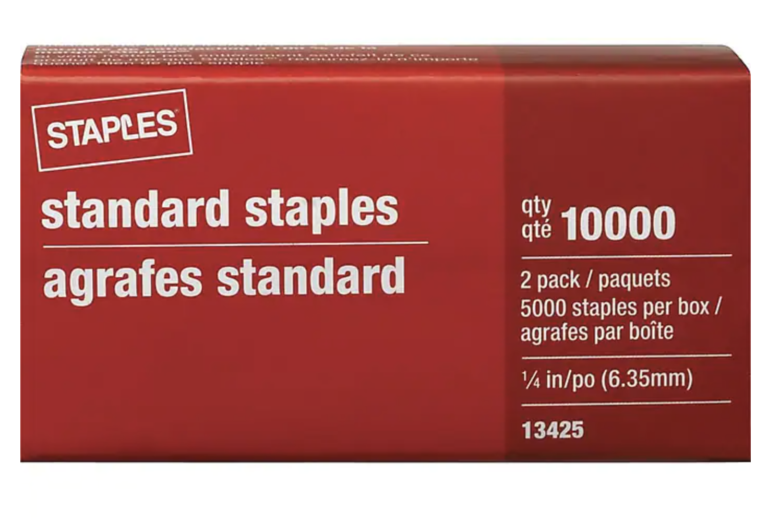 STAPLES
standard staples
agrafes standard
qty
qté 10000
2 pack / paquets
5000 staples per box /
agrafes par boîte
¼ in/po (6.35mm)
13425